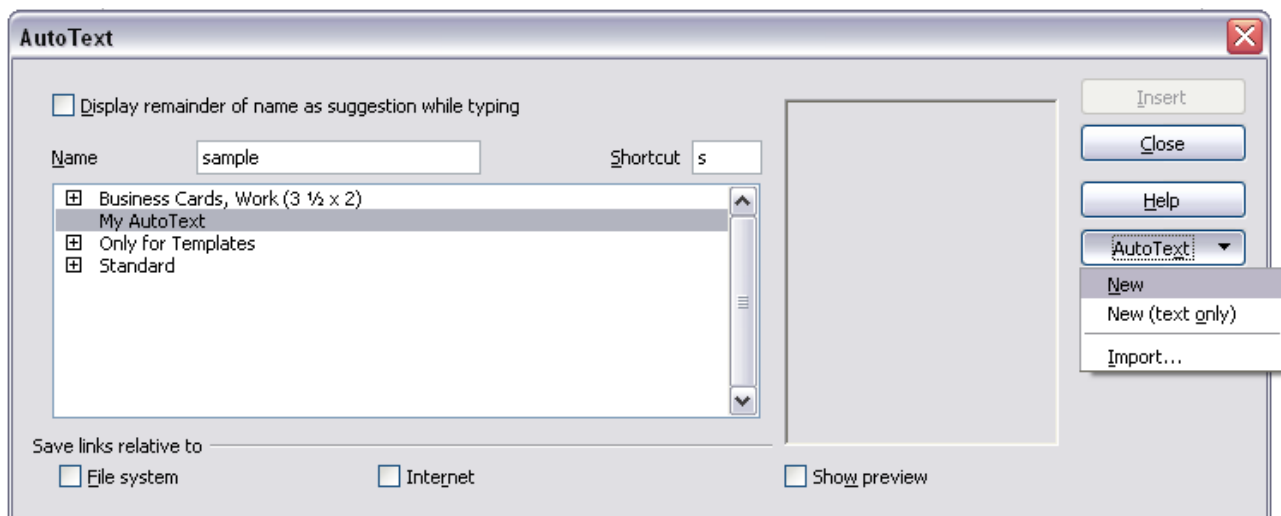 AutoText
Display remainder of name as suggestion while typing
Insert
Close
Name sample Shortcut s
Business Cards, Work (3 ½ x 2)
My AutoText
Only for Templates
Standard
Help
AutoText
New
New (text only)
Import...
Save links relative to
File system Internet Show preview